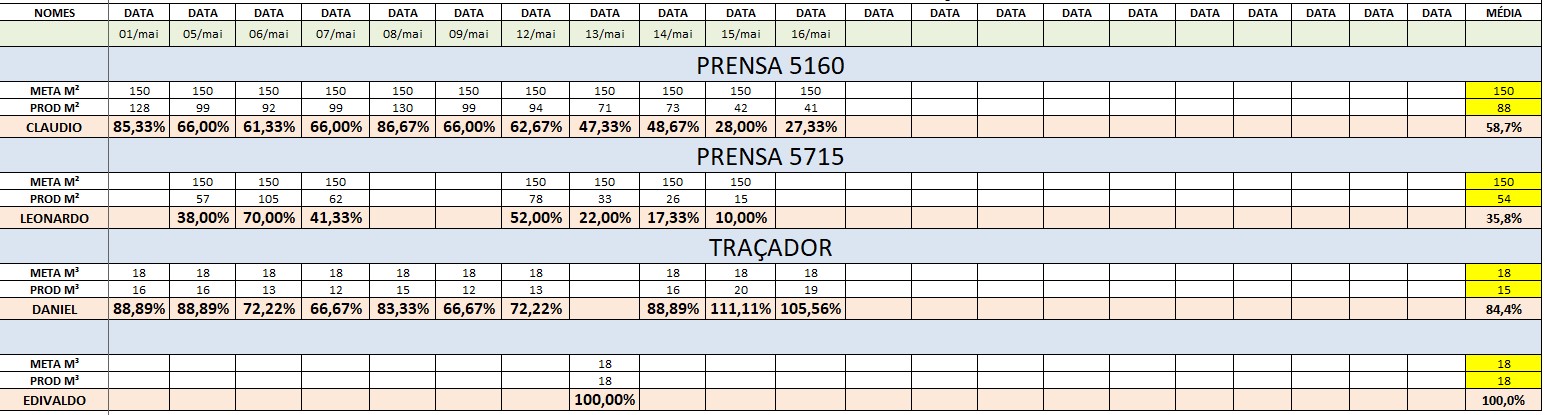 NOMES DATA DATA DATA DATA DATA DATA DATA DATA DATA DATA DATA DATA DATA DATA DATA DATA DATA DATA DATA DATA DATA MÉDIA
01/mai 05/mai 06/mai 07/mai 08/mai 09/mai 12/mai 13/mai 14/mai 15/mai 16/mai
PRENSA 5160
META M² 150 150 150 150 150 150 150 150 150 150 150 150
PROD M² 128 99 92 99 130 99 94 71 73 42 41 88
CLAUDIO 85,33% 66,00% 61,33% 66,00% 86,67% 66,00% 62,67% 47,33% 48,67% 28,00% 27,33% 58,7%
PRENSA 5715
META M² 150 150 150 150 150 150 150 150
PROD M² 57 105 62 78 33 26 15 54
LEONARDO 38,00% 70,00% 41,33% 52,00% 22,00% 17,33% 10,00% 35,8%
TRAÇADOR
META M³ 18 18 18 18 18 18 18 18 18 18 18
PROD M³ 16 16 13 12 15 12 13 16 20 19 15
DANIEL 88,89% 88,89% 72,22% 66,67% 83,33% 66,67% 72,22% 88,89% 111,11% 105,56% 84,4%
META M³ 18 18
PROD M³ 18 18
EDIVALDO 100,00% 100,0%